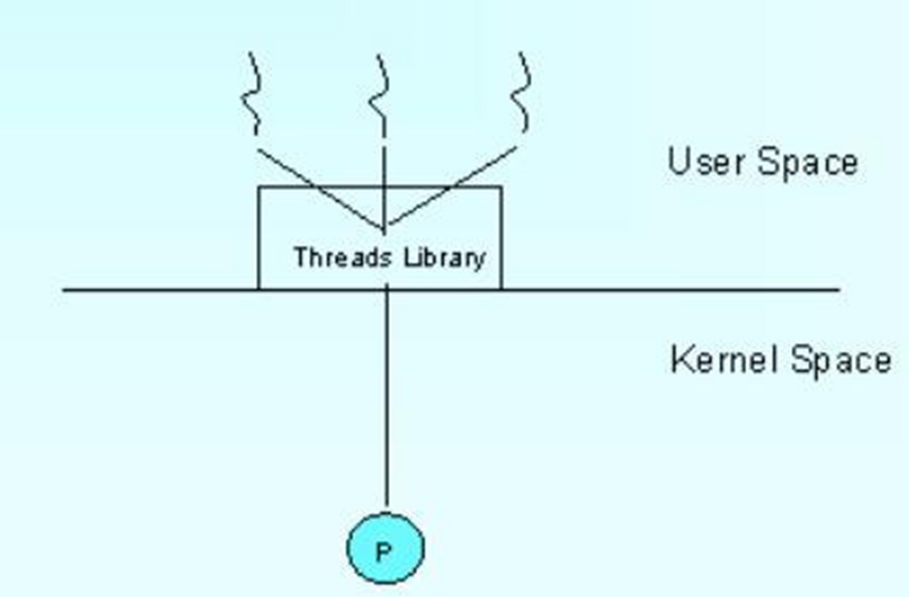 User Space
Threads Library
Kernel Space
P